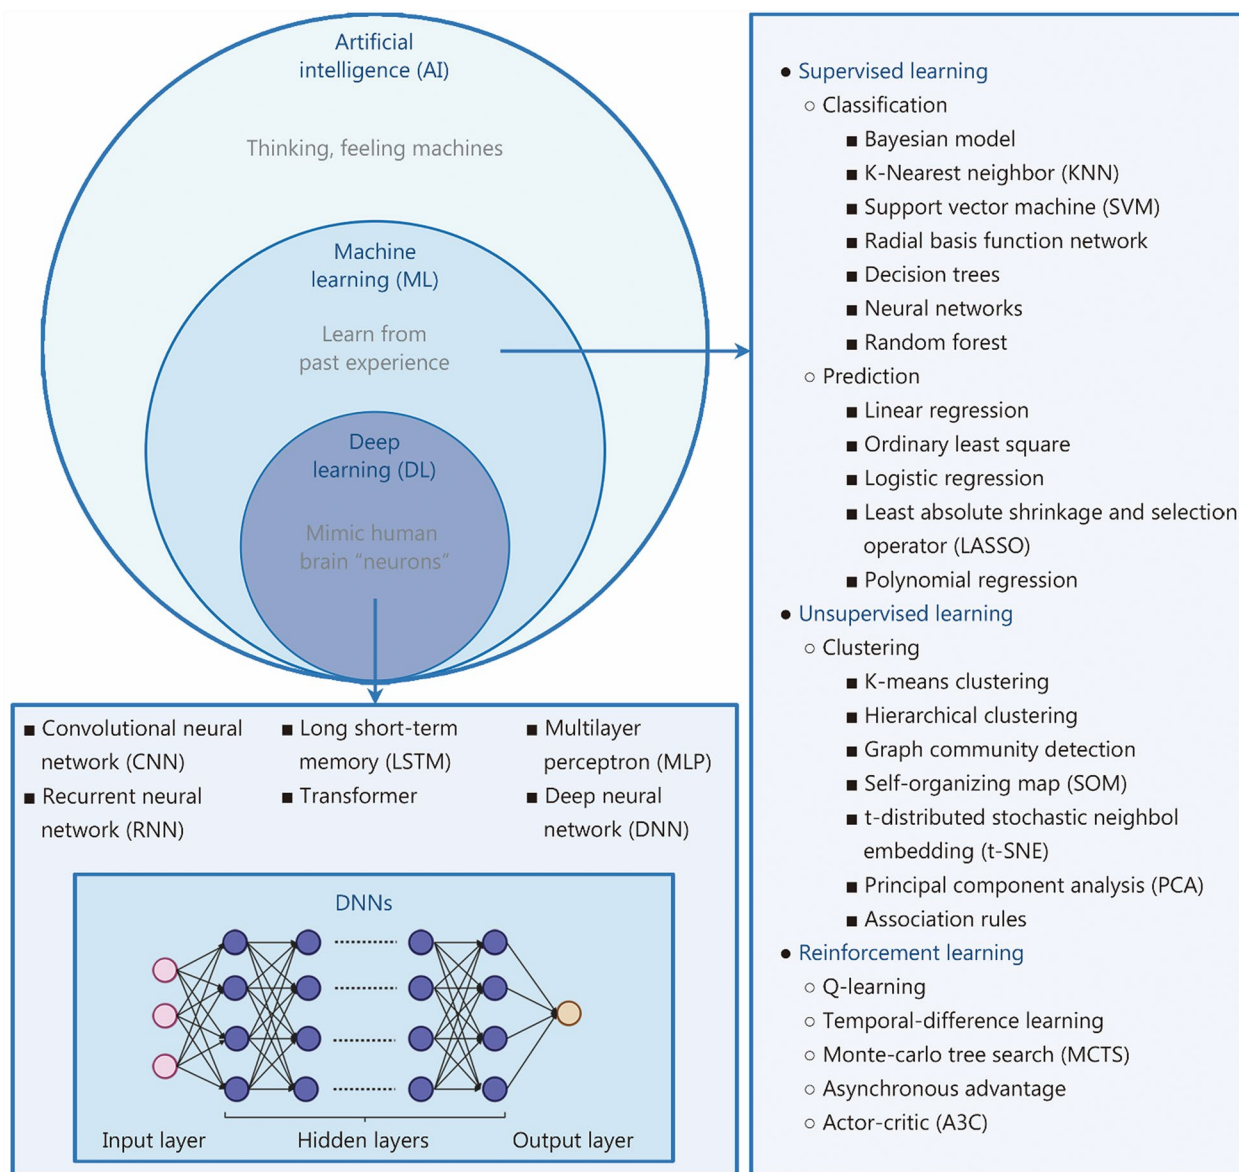 Artificial
intelligence (AI)
Thinking, feeling machines
Machine
learning (ML)
Learn from
past experience
Deep
learning (DL)
Mimic human
brain “neurons“
■ Convolutional neural
network (CNN)
■ Recurrent neural
network (RNN)
■ Long short-term
memory (LSTM)
■ Transformer
■ Multilayer
perceptron (MLP)
■ Deep neural
network (DNN)
DNNs
Input layer
Hidden layers
Output layer
● Supervised learning
○ Classification
■ Bayesian model
■ K-Nearest neighbor (KNN)
■ Support vector machine (SVM)
■ Radial basis function network
■ Decision trees
■ Neural networks
■ Random forest
○ Prediction
■ Linear regression
■ Ordinary least square
■ Logistic regression
■ Least absolute shrinkage and selection
operator (LASSO)
■ Polynomial regression
● Unsupervised learning
○ Clustering
■ K-means clustering
■ Hierarchical clustering
■ Graph community detection
■ Self-organizing map (SOM)
■ t-distributed stochastic neighbol
embedding (t-SNE)
■ Principal component analysis (PCA)
■ Association rules
● Reinforcement learning
○ Q-learning
○ Temporal-difference learning
○ Monte-carlo tree search (MCTS)
○ Asynchronous advantage
○ Actor-critic (A3C)